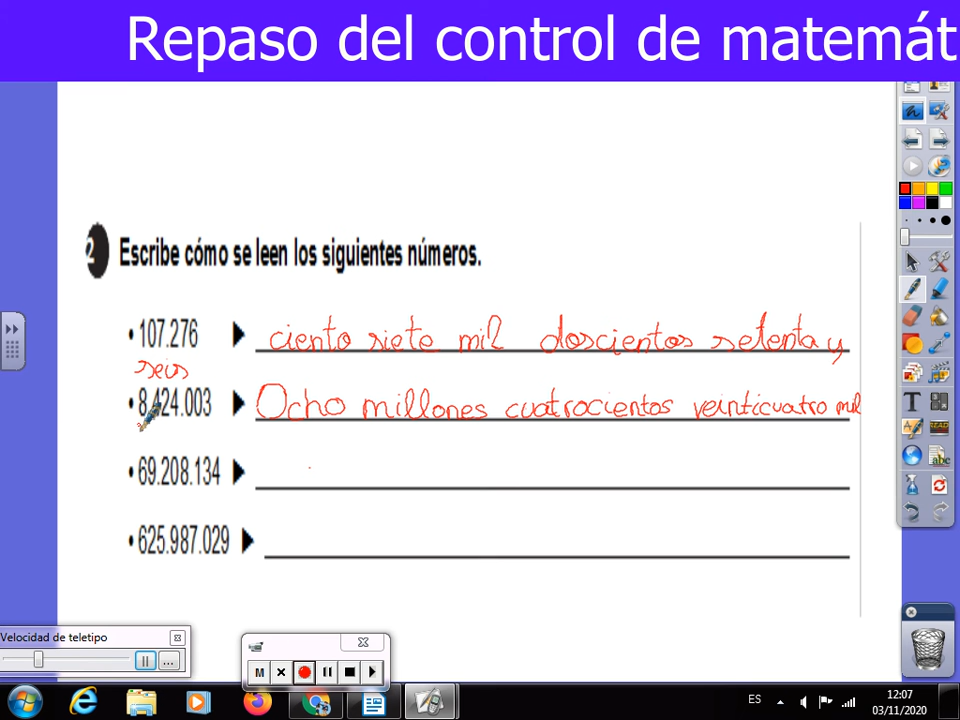 Repaso del control de matemát
2 Escribe cómo se leen los siguientes números.
• 107.276 ciento siete mil doscientos setenta y
seis
• 8.424.003 Ocho millones cuatrocientos veinticuatro mil
• 69.208.134
• 625.987.029
Velocidad de teletipo
...
M
T
READ
abc
ES
12:07
03/11/2020